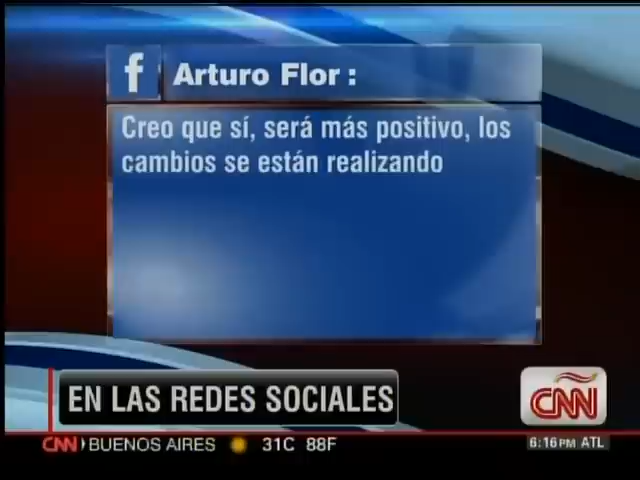 f Arturo Flor :
Creo que sí, será más positivo, los
cambios se están realizando
EN LAS REDES SOCIALES
CNN
CNN BUENOS AIRES 31C 88F
6:16PM ATL